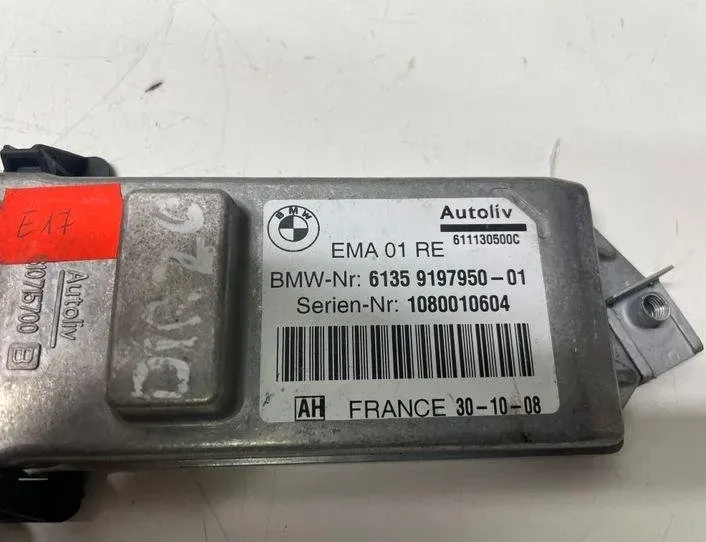 E17
Autoliv
BMW
Autoliv
611130500C
EMA 01 RE
BMW-Nr: 6135 9197950-01
Serien-Nr: 1080010604
AH FRANCE 30-10-08